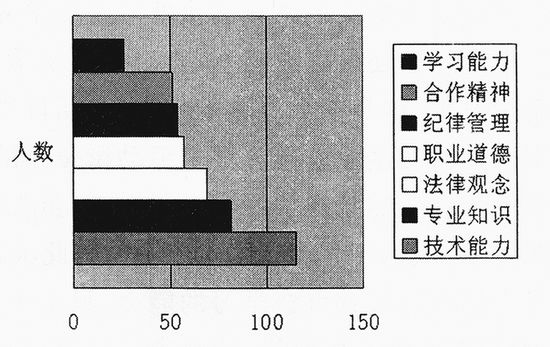 人数
0 50 100 150
学习能力
合作精神
纪律管理
职业道德
法律观念
专业知识
技术能力